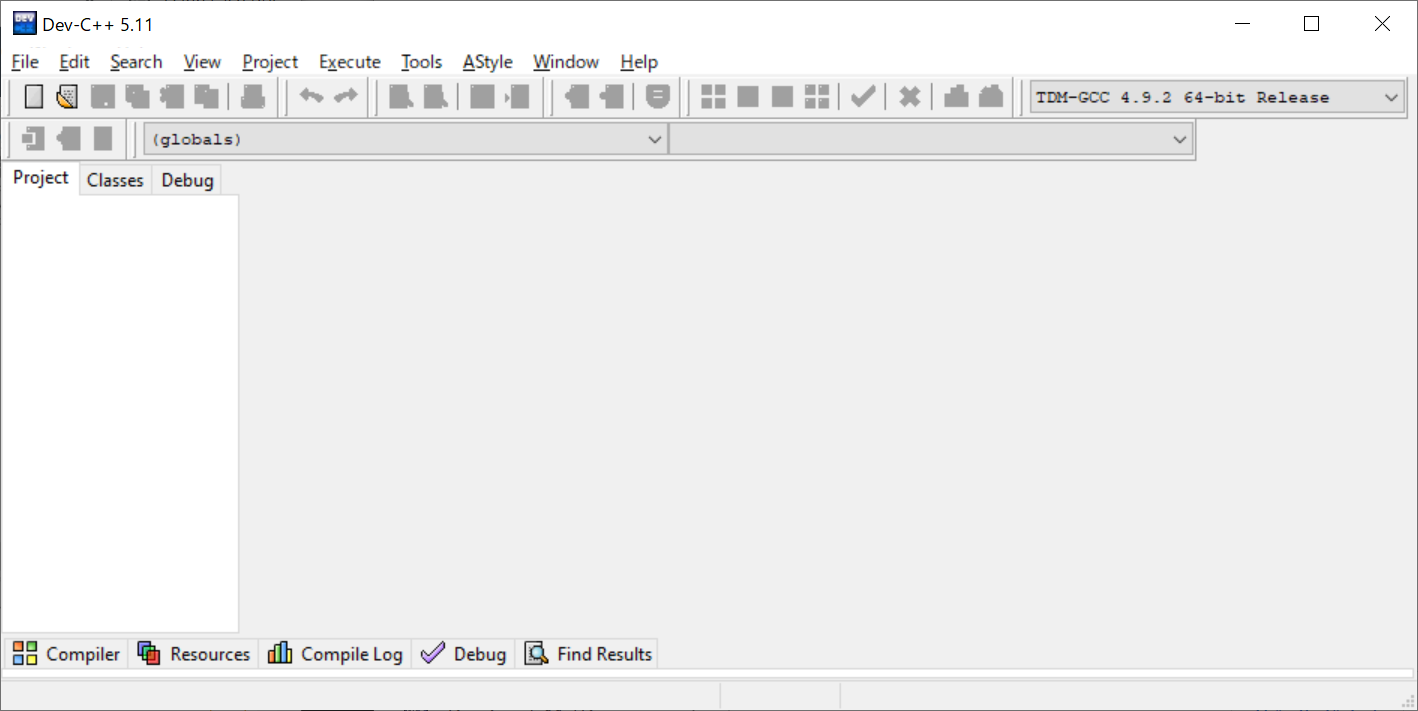 DEV Dev-C++ 5.11
File Edit Search View Project Execute Tools AStyle Window Help
TDM-GCC 4.9.2 64-bit Release
(globals)
Project Classes Debug
Compiler Resources Compile Log Debug Find Results